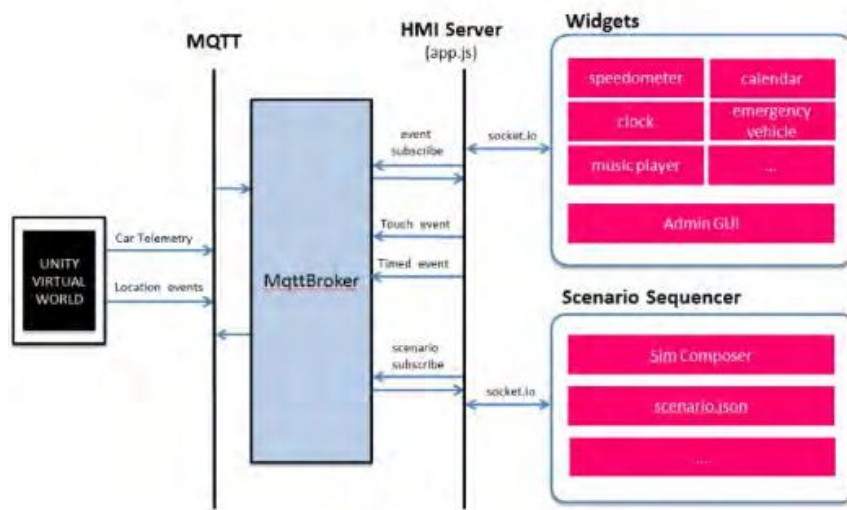 MQTT
HMI Server
(app.js)
Widgets
speedometer
calendar
clock
emergency
vehicle
music player
...
Admin GUI
socket.io
event
subscribe
Touch event
Timed event
scenario
subscribe
MqttBroker
Car Telemetry
Location events
UNITY
VIRTUAL
WORLD
socket.io
Scenario Sequencer
Sim Composer
scenario.json
....